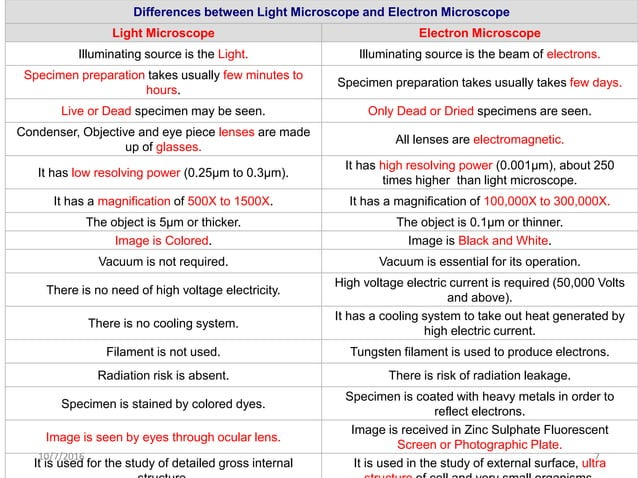 Differences between Light Microscope and Electron Microscope
Light Microscope
Electron Microscope
Illuminating source is the Light.
Illuminating source is the beam of electrons.
Specimen preparation takes usually few minutes to
hours.
Specimen preparation takes usually takes few days.
Live or Dead specimen may be seen.
Only Dead or Dried specimens are seen.
Condenser, Objective and eye piece lenses are made
up of glasses.
All lenses are electromagnetic.
It has low resolving power (0.25µm to 0.3µm).
It has high resolving power (0.001µm), about 250
times higher than light microscope.
It has a magnification of 500X to 1500X.
It has a magnification of 100,000X to 300,000X.
The object is 5µm or thicker.
The object is 0.1µm or thinner.
Image is Colored.
Image is Black and White.
Vacuum is not required.
Vacuum is essential for its operation.
There is no need of high voltage electricity.
High voltage electric current is required (50,000 Volts
and above).
There is no cooling system.
It has a cooling system to take out heat generated by
high electric current.
Filament is not used.
Tungsten filament is used to produce electrons.
Radiation risk is absent.
There is risk of radiation leakage.
Specimen is stained by colored dyes.
Specimen is coated with heavy metals in order to
reflect electrons.
Image is seen by eyes through ocular lens.
Image is received in Zinc Sulphate Fluorescent
Screen or Photographic Plate.
10/7/2016
7
It is used for the study of detailed gross internal
structure.
It is used in the study of external surface, ultra
structure of cell and very small organisms.